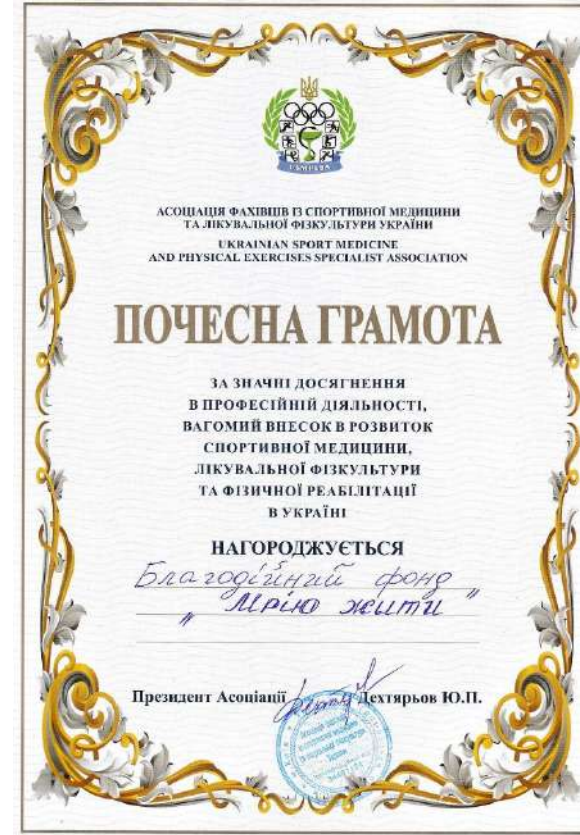 АСОЦІАЦІЯ ФАХІВЦІВ ІЗ СПОРТИВНОЇ МЕДИЦИНИ
ТА ЛІКУВАЛЬНОЇ ФІЗКУЛЬТУРИ УКРАЇНИ
UKRAINIAN SPORT MEDICINE
AND PHYSICAL EXERCISES SPECIALIST ASSOCIATION
ПОЧЕСНА ГРАМОТА
ЗА ЗНАЧНІ ДОСЯГНЕННЯ
В ПРОФЕСІЙНІЙ ДІЯЛЬНОСТІ,
ВАГОМИЙ ВНЕСОК В РОЗВИТОК
СПОРТИВНОЇ МЕДИЦИНИ,
ЛІКУВАЛЬНОЇ ФІЗКУЛЬТУРИ
ТА ФІЗИЧНОЇ РЕАБІЛІТАЦІЇ
В УКРАЇНІ
НАГОРОДЖУЄТЬСЯ
Благодійний фонд
„Мрію жити"
Президент Асоціації Дехтярьов Ю.П.